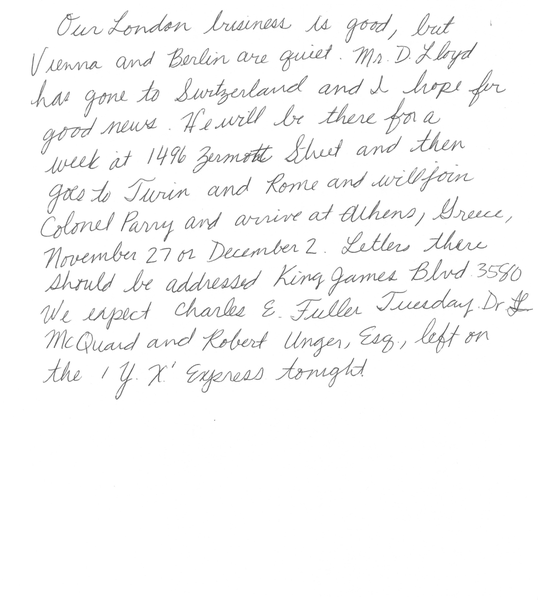 Our London business is good, but
Vienna and Berlin are quiet. Mr. D. Lloyd
has gone to Switzerland and I hope for
good news. He will be there for a
week at 1496 Zermott Street and then
goes to Turin and Rome and will join
Colonel Parry and arrive at Athens, Greece,
November 27 or December 2. Letters there
should be addressed King James Blvd. 3580
We expect Charles E. Fuller Tuesday. Dr. L
McQuaid and Robert Unger, Esq., left on
the 'Y. X.' Express tonight.